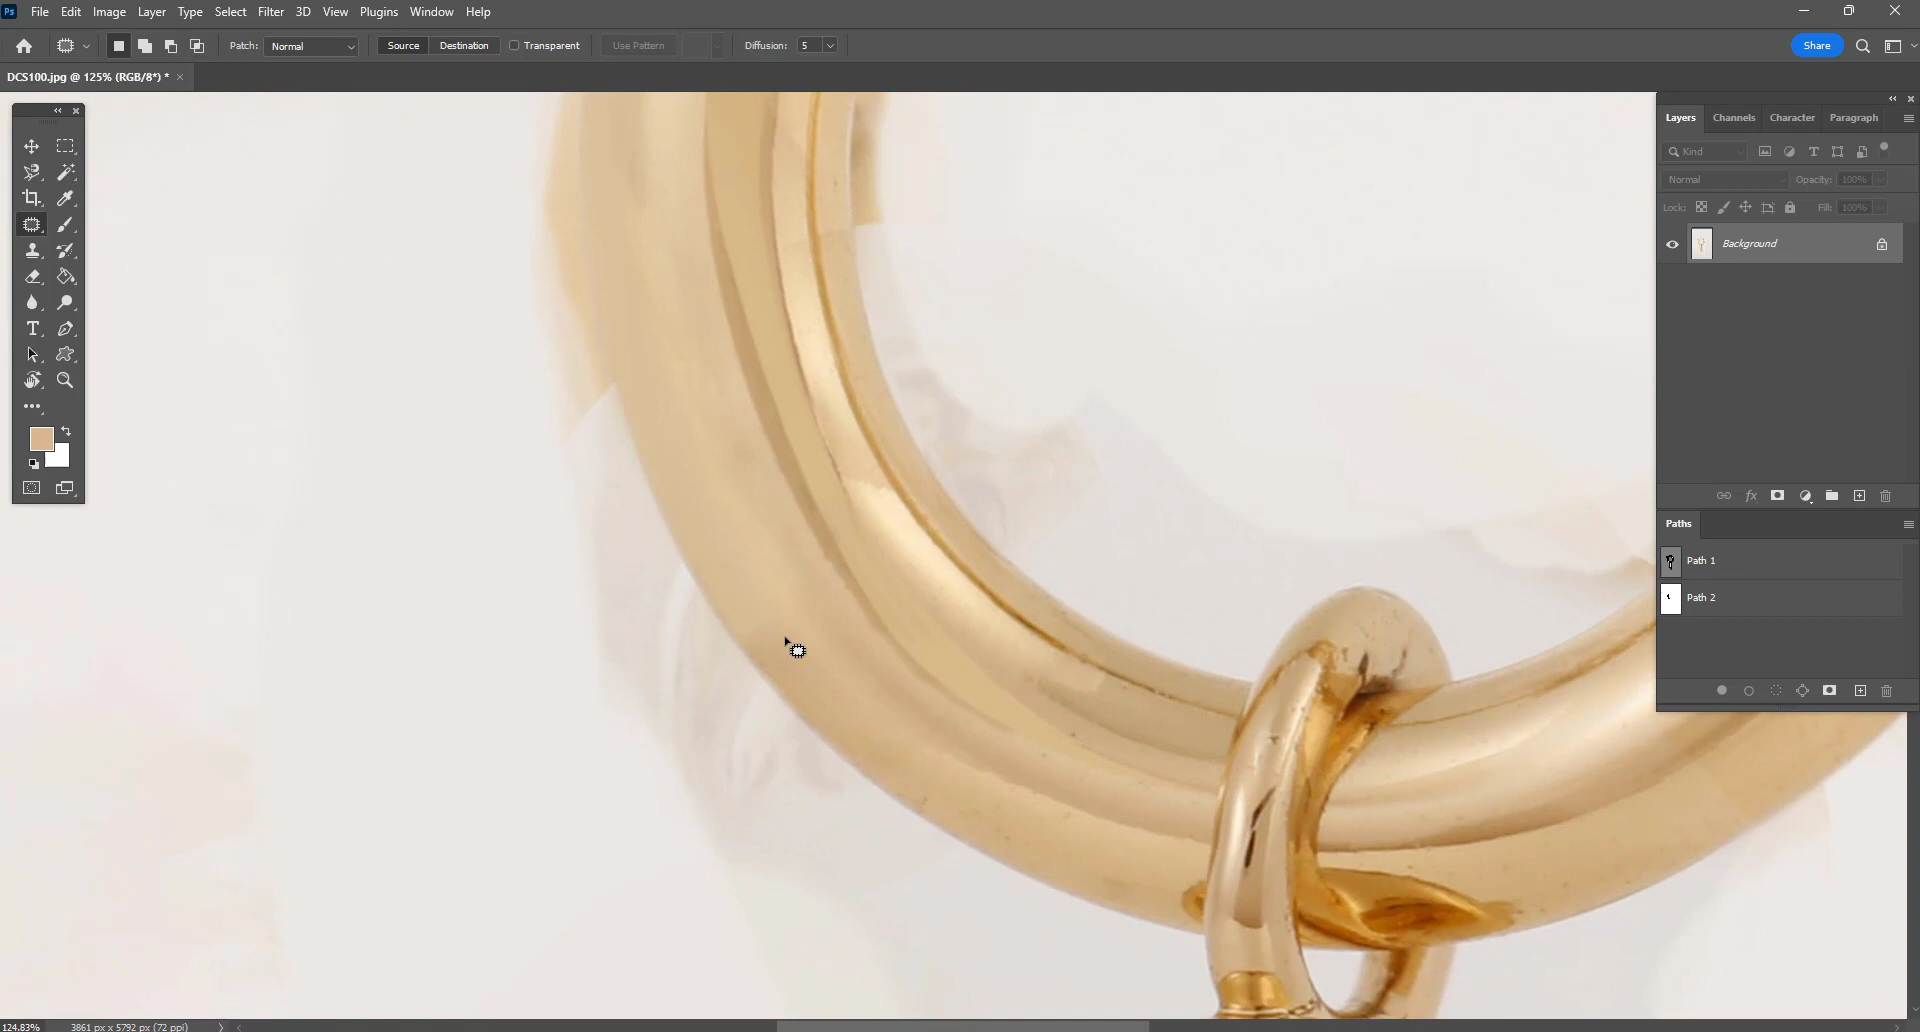 Ps File Edit Image Layer Type Select Filter 3D View Plugins Window Help
Patch: Normal Source Destination Transparent Use Pattern Diffusion: 5 Share
DCS100.jpg @ 125% (RGB/8*) * ×
Layers Channels Character Paragraph
Kind
Normal Opacity: 100%
Lock: Fill: 100%
Background
Paths
Path 1
Path 2
124.83% 3861 px x 5792 px (72 ppi)